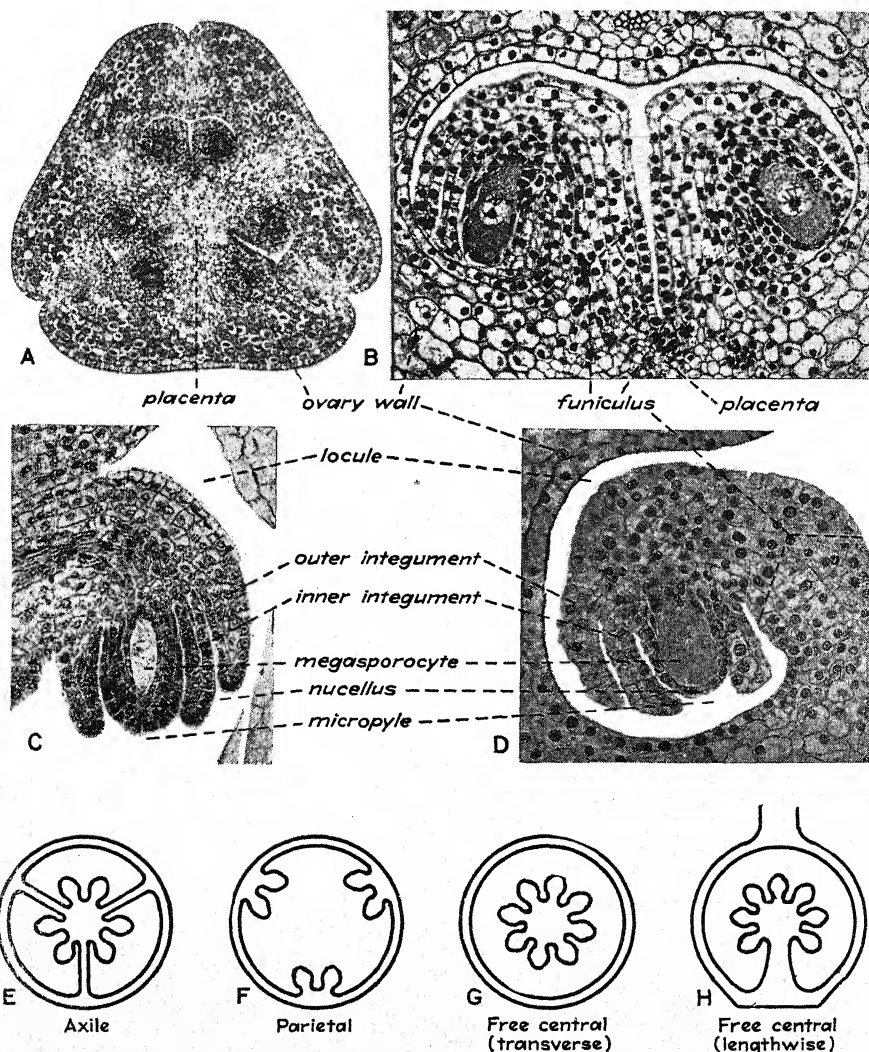 A
B
placenta
ovary wall
funiculus
placenta
locule
outer integument
inner integument
megasporocyte
nucellus
micropyle
C
D
E
Axile
F
Parietal
G
Free central
(transverse)
H
Free central
(lengthwise)